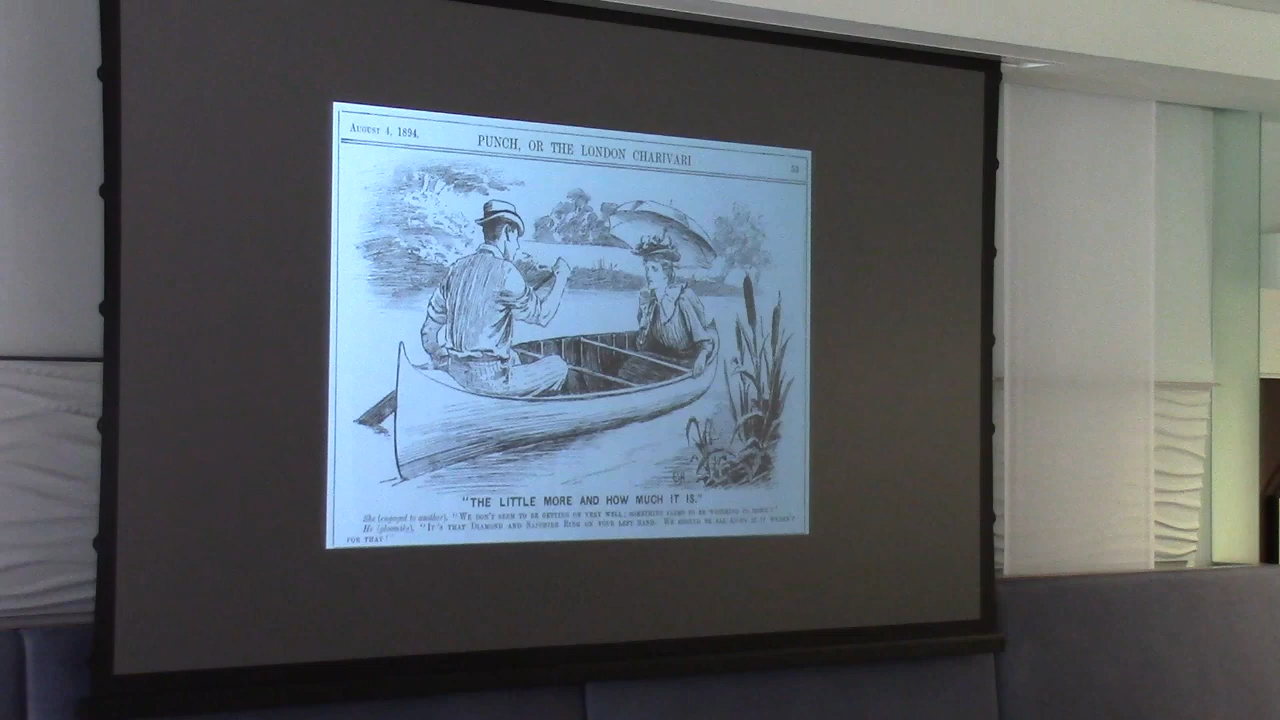 AUGUST 4, 1894.
PUNCH, OR THE LONDON CHARIVARI
53
"THE LITTLE MORE AND HOW MUCH IT IS."
She (engaged to another). "WE DON'T SEEM TO BE GETTING ON VERY WELL; SOMETHING SEEMS TO BE WEIGHING US DOWN!"
He (gloomily). "IT'S THAT DIAMOND AND SAPPHIRE RING ON YOUR LEFT HAND. WE SHOULD BE ALL RIGHT IF IT WEREN'T
FOR THAT!"